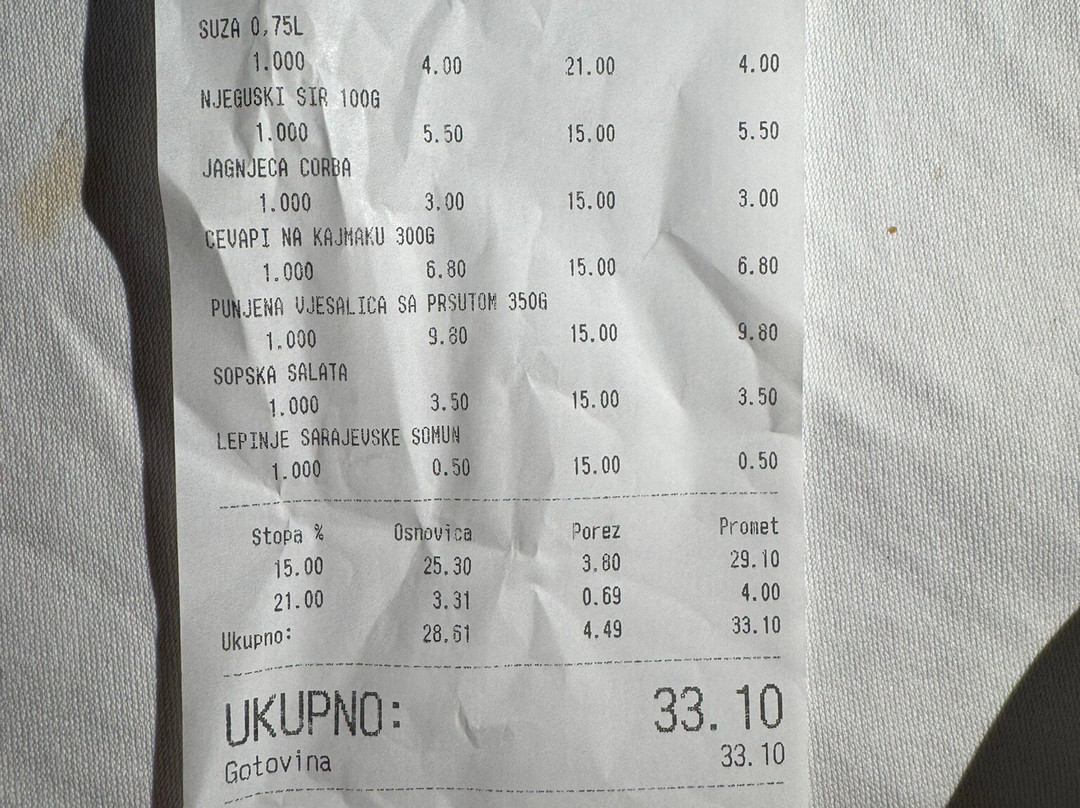 SUZA 0,75L
1.000 4.00 21.00 4.00
NJEGUSKI SIR 100G
1.000 5.50 15.00 5.50
JAGNJECA CORBA
1.000 3.00 15.00 3.00
CEVAPI NA KAJMAKU 300G
1.000 6.80 15.00 6.80
PUNJENA VJESALICA SA PRSUTOM 350G
1.000 9.80 15.00 9.80
SOPSKA SALATA
1.000 3.50 15.00 3.50
LEPINJE SARAJEVSKE SOMUN
1.000 0.50 15.00 0.50
Stopa % Osnovica Porez Promet
15.00 25.30 3.80 29.10
21.00 3.31 0.69 4.00
Ukupno: 28.61 4.49 33.10
UKUPNO: 33.10
Gotovina 33.10